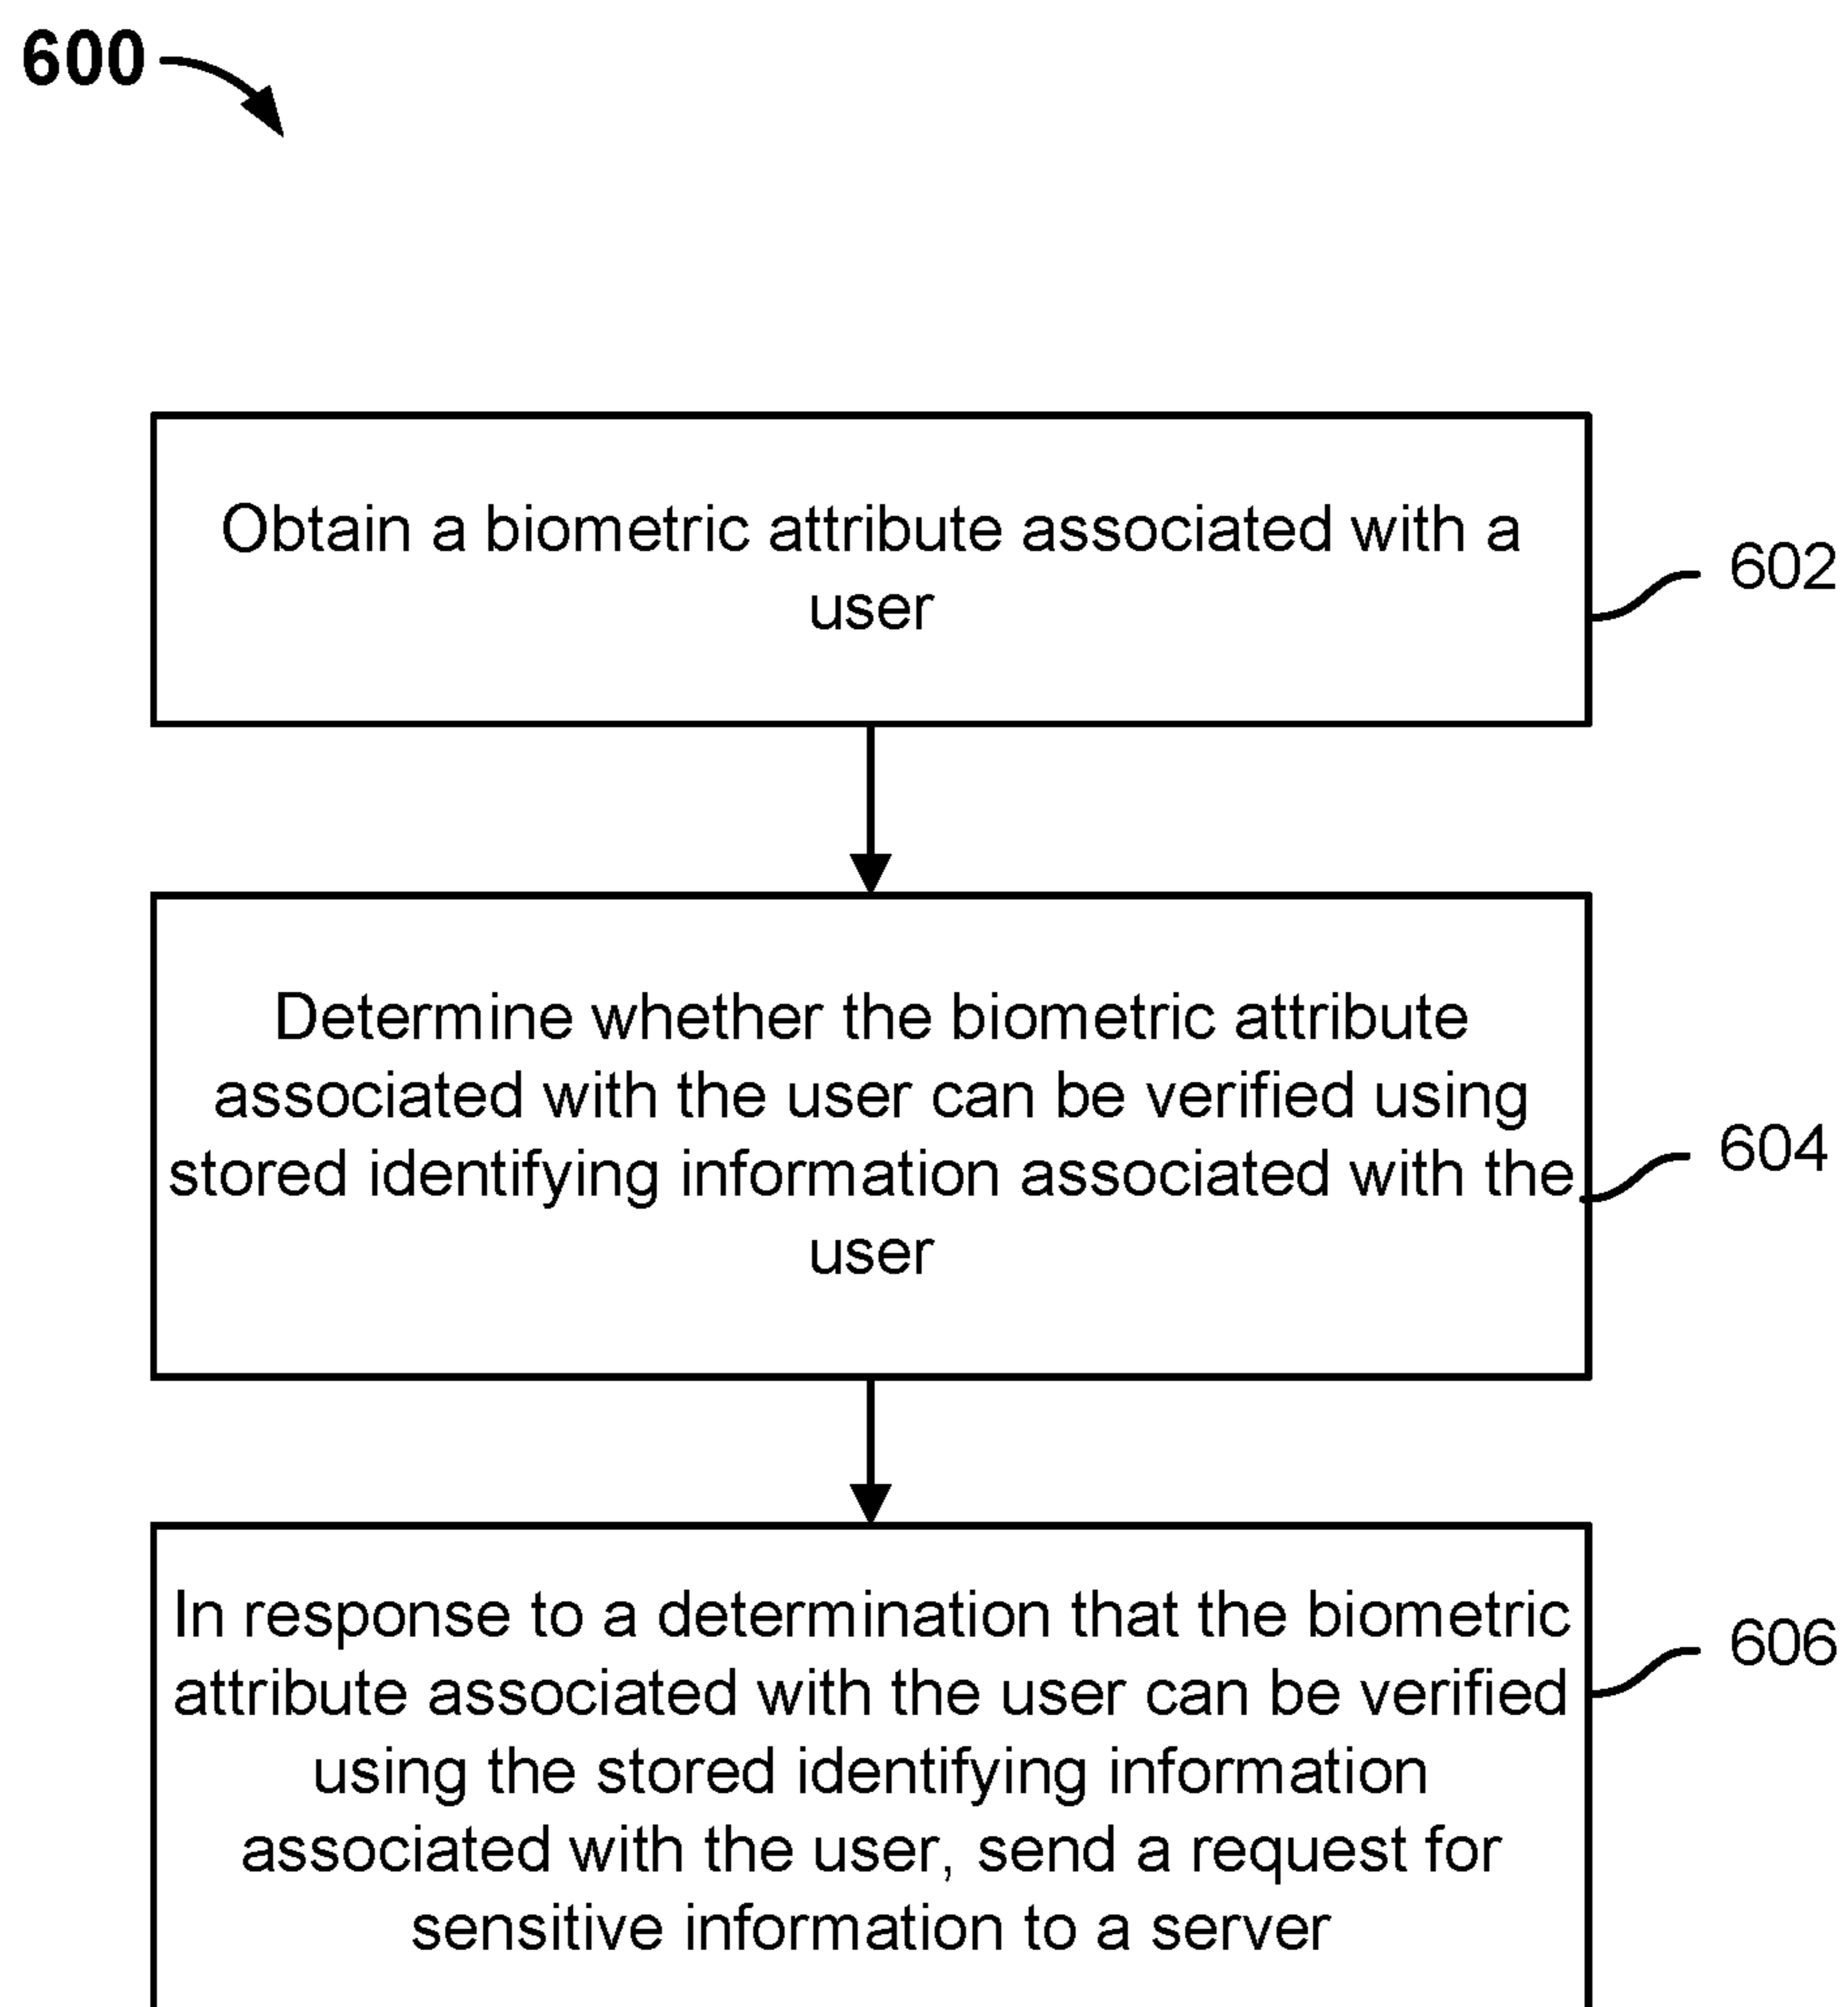 600
Obtain a biometric attribute associated with a
user
602
Determine whether the biometric attribute
associated with the user can be verified using
stored identifying information associated with the
user
604
In response to a determination that the biometric
attribute associated with the user can be verified
using the stored identifying information
associated with the user, send a request for
sensitive information to a server
606